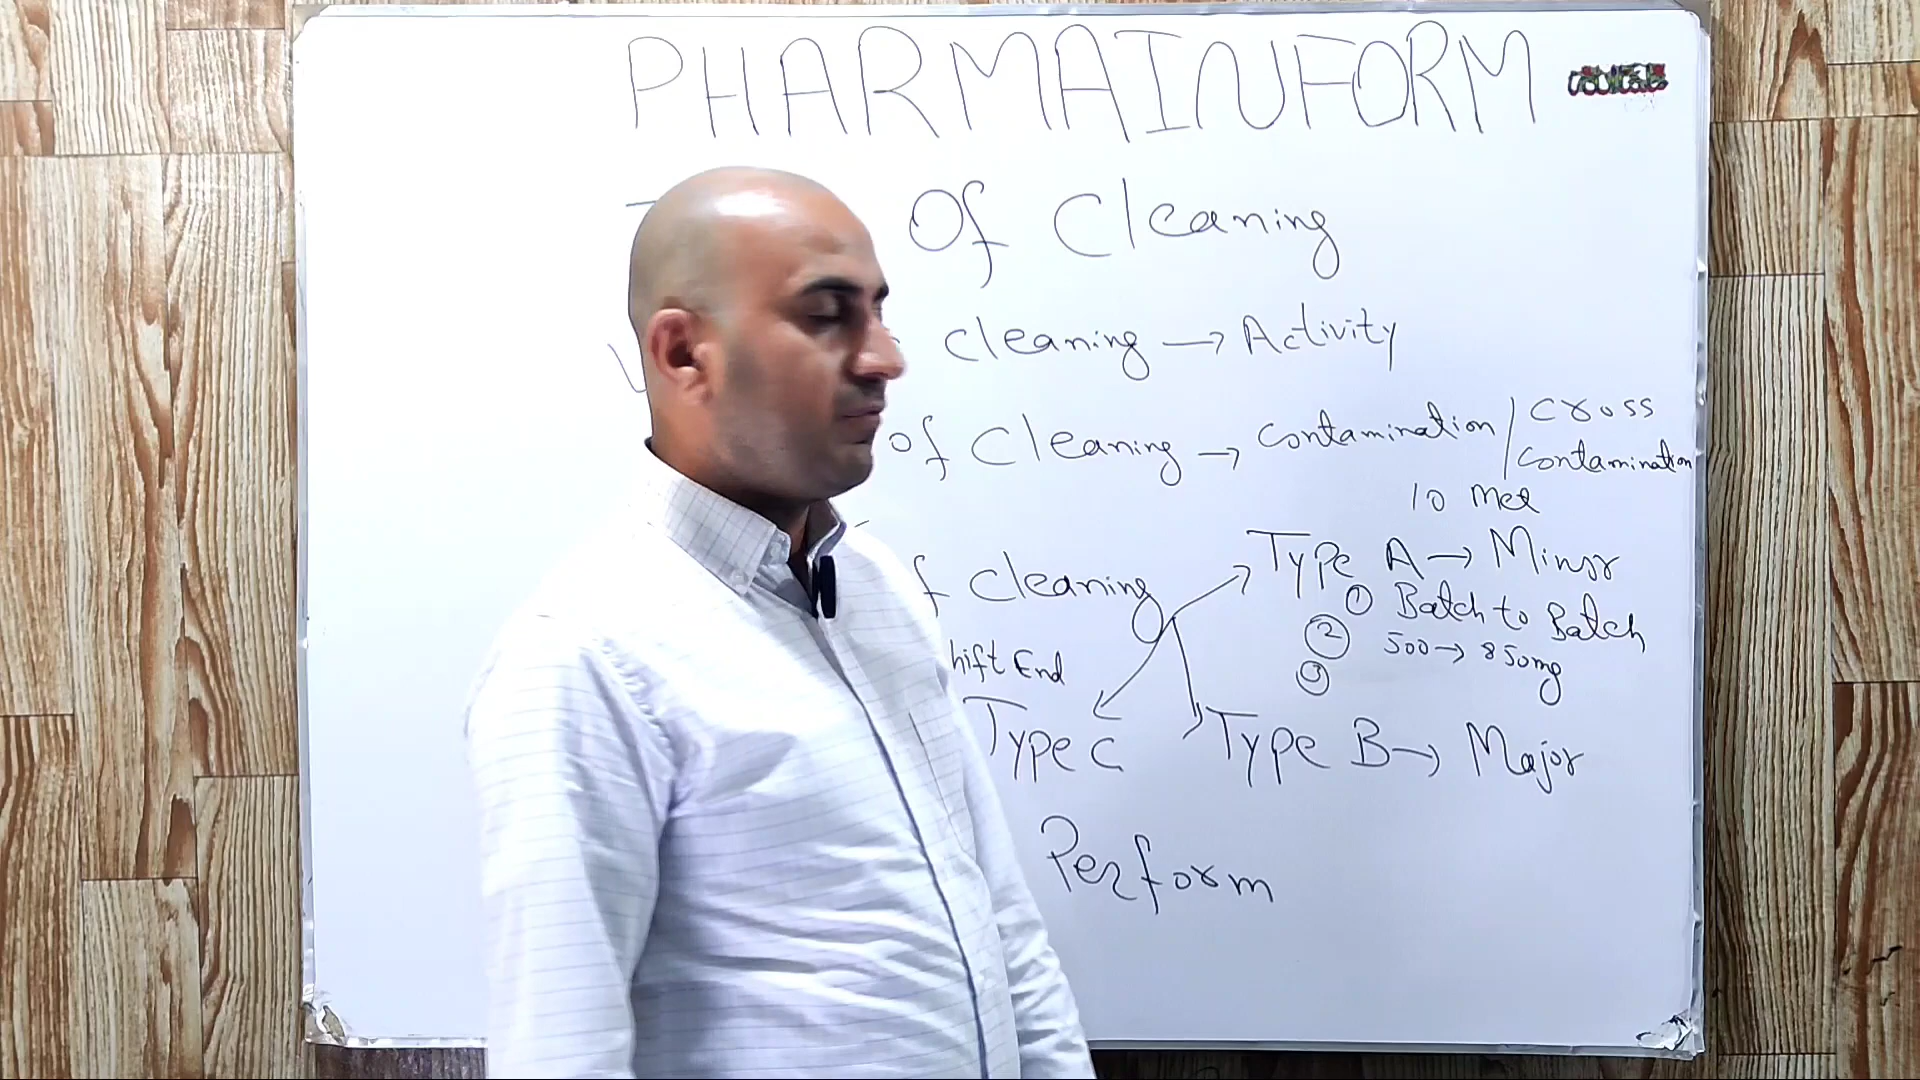 PHARMAINFORM
Of Cleaning
Cleaning → Activity
of Cleaning → Contamination / Cross Contamination
10 Met
Cleaning
Type A → Minor
① Batch to Batch
② 500 → 850mg
③
hift End
Type C
Type B → Major
Perform